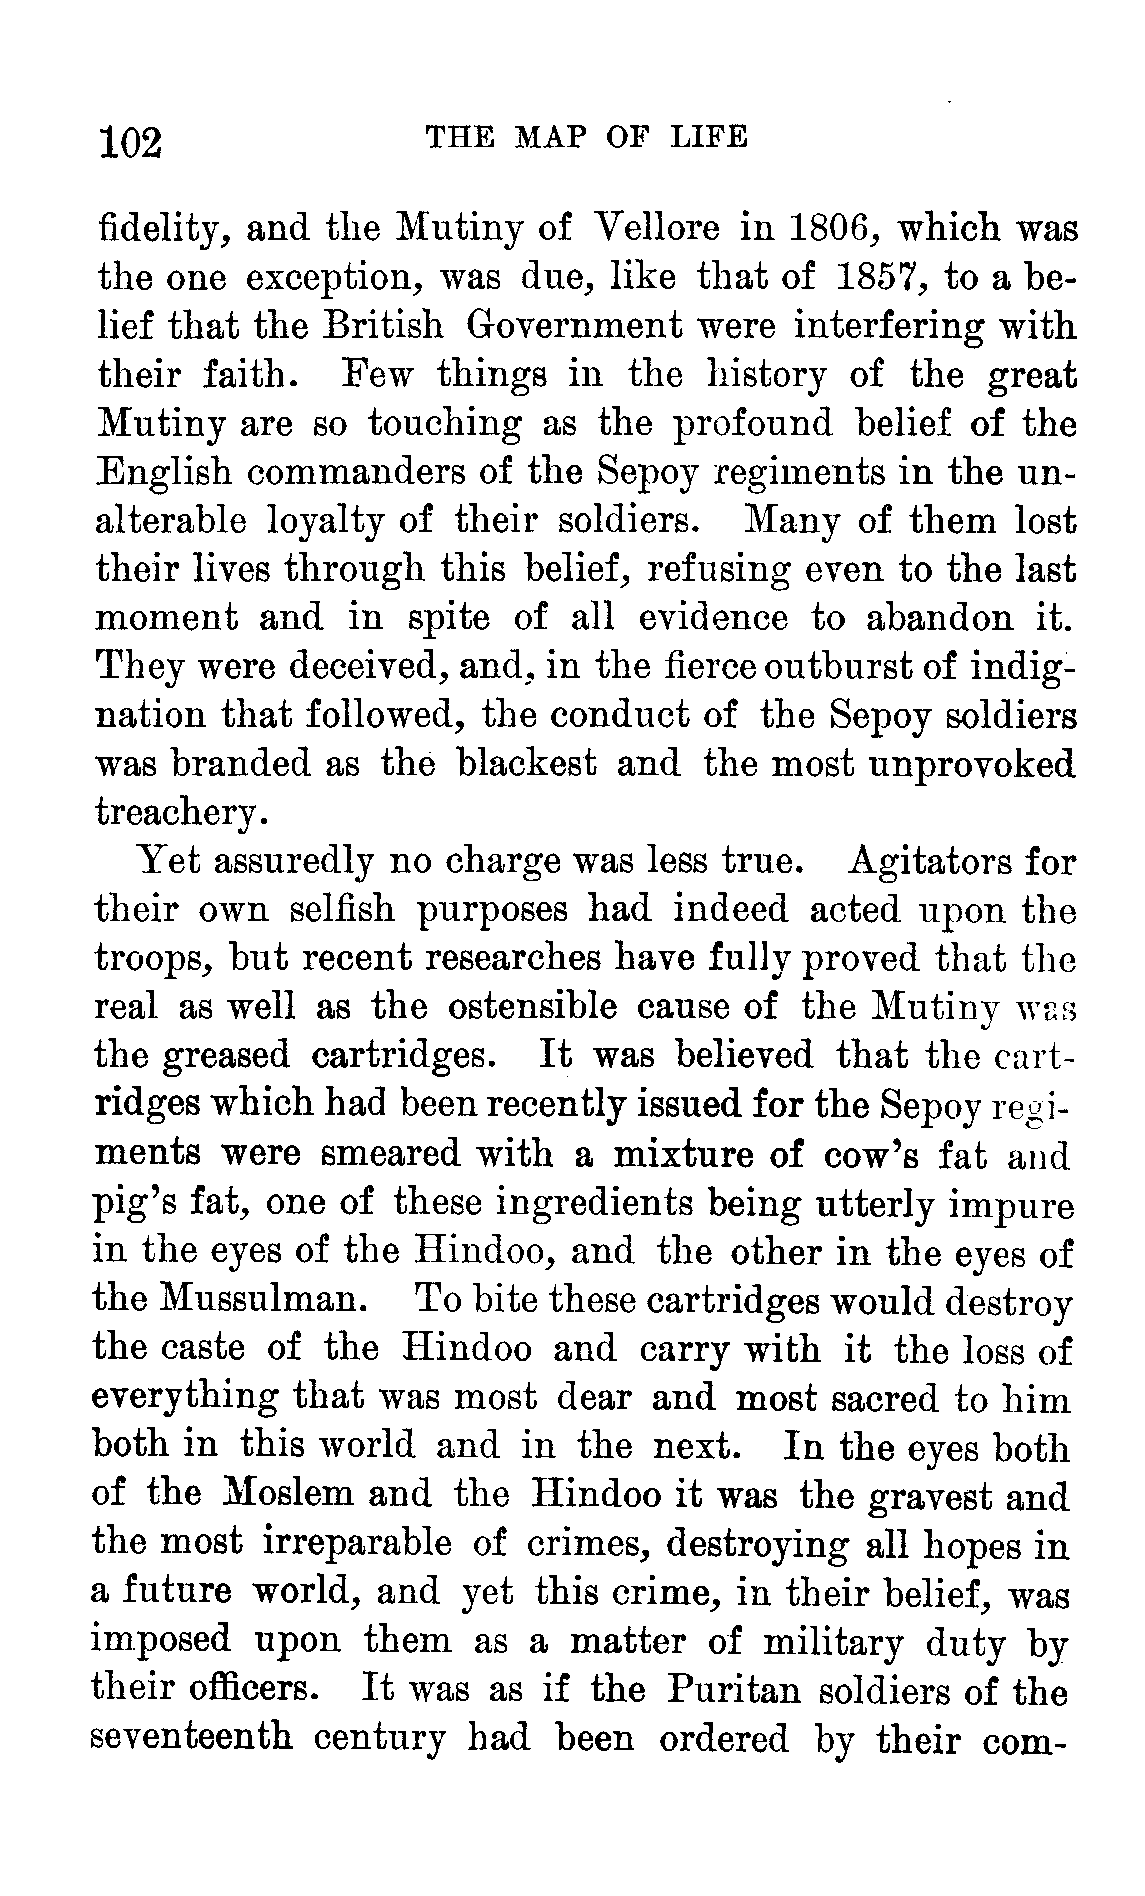 102 THE MAP OF LIFE
fidelity, and the Mutiny of Vellore in 1806, which was
the one exception, was due, like that of 1857, to a be-
lief that the British Government were interfering with
their faith. Few things in the history of the great
Mutiny are so touching as the profound belief of the
English commanders of the Sepoy regiments in the un-
alterable loyalty of their soldiers. Many of them lost
their lives through this belief, refusing even to the last
moment and in spite of all evidence to abandon it.
They were deceived, and, in the fierce outburst of indig-
nation that followed, the conduct of the Sepoy soldiers
was branded as the blackest and the most unprovoked
treachery.
Yet assuredly no charge was less true. Agitators for
their own selfish purposes had indeed acted upon the
troops, but recent researches have fully proved that the
real as well as the ostensible cause of the Mutiny was
the greased cartridges. It was believed that the cart-
ridges which had been recently issued for the Sepoy regi-
ments were smeared with a mixture of cow's fat and
pig's fat, one of these ingredients being utterly impure
in the eyes of the Hindoo, and the other in the eyes of
the Mussulman. To bite these cartridges would destroy
the caste of the Hindoo and carry with it the loss of
everything that was most dear and most sacred to him
both in this world and in the next. In the eyes both
of the Moslem and the Hindoo it was the gravest and
the most irreparable of crimes, destroying all hopes in
a future world, and yet this crime, in their belief, was
imposed upon them as a matter of military duty by
their officers. It was as if the Puritan soldiers of the
seventeenth century had been ordered by their com-